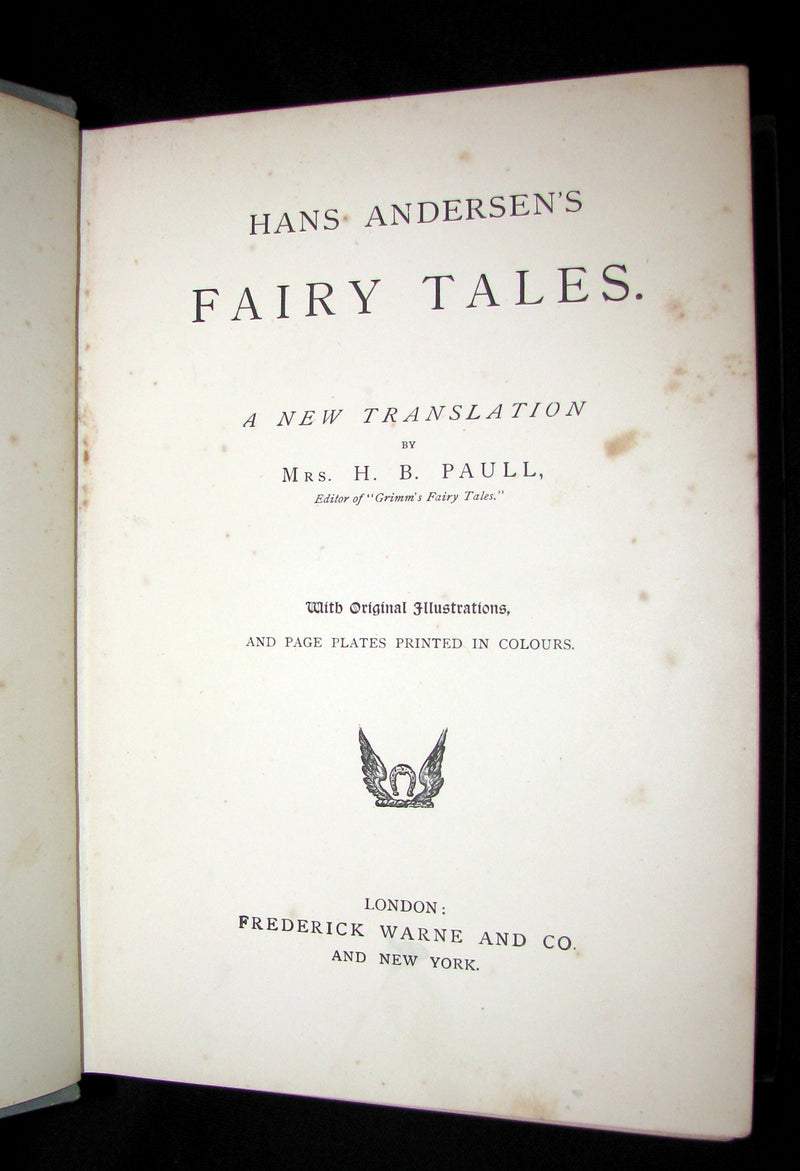 HANS ANDERSEN'S
FAIRY TALES.
A NEW TRANSLATION
BY
MRS. H. B. PAULL,
Editor of "Grimm's Fairy Tales."
With Original Illustrations,
AND PAGE PLATES PRINTED IN COLOURS.
LONDON:
FREDERICK WARNE AND CO.
AND NEW YORK.